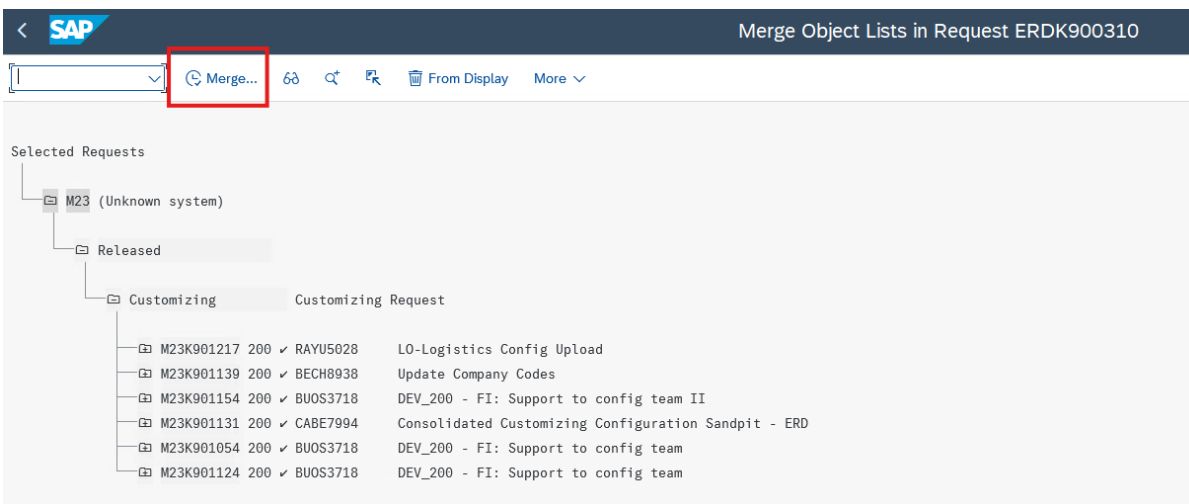 SAP Merge Object Lists in Request ERDK900310
Merge... From Display More
Selected Requests
M23 (Unknown system)
Released
Customizing Customizing Request
M23K901217 200 ✔ RAYU5028 LO-Logistics Config Upload
M23K901139 200 ✔ BECH8938 Update Company Codes
M23K901154 200 ✔ BUOS3718 DEV_200 - FI: Support to config team II
M23K901131 200 ✔ CABE7994 Consolidated Customizing Configuration Sandpit - ERD
M23K901054 200 ✔ BUOS3718 DEV_200 - FI: Support to config team
M23K901124 200 ✔ BUOS3718 DEV_200 - FI: Support to config team